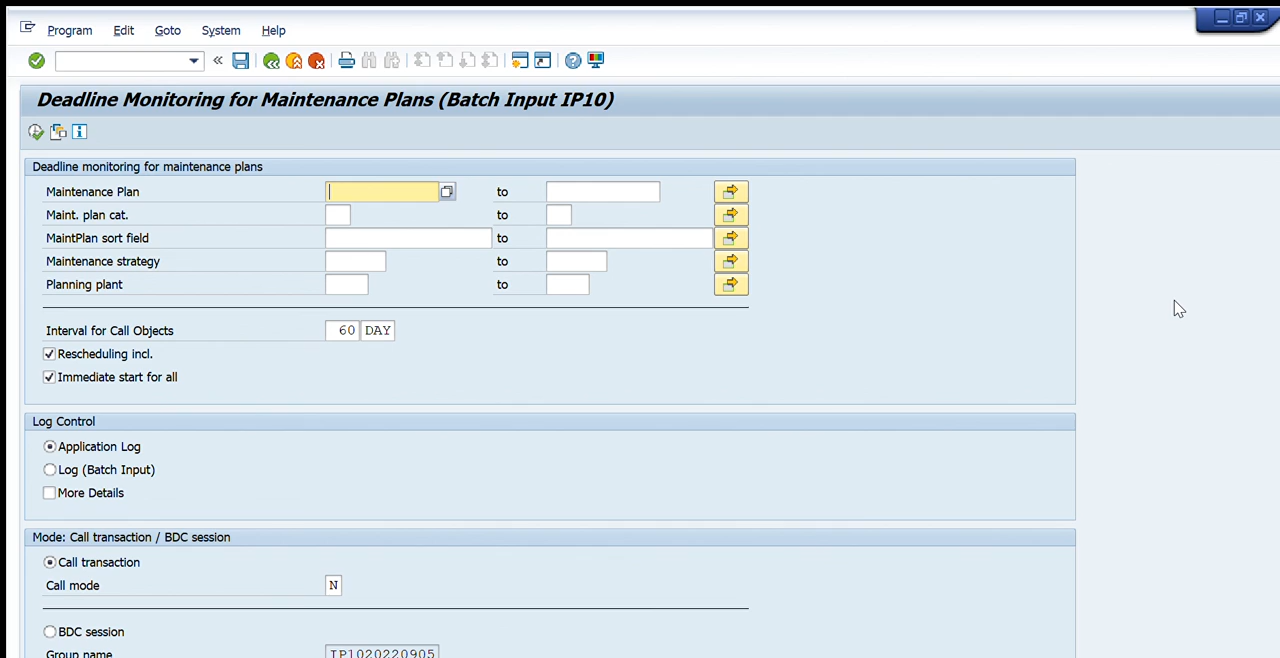 Program Edit Goto System Help
Deadline Monitoring for Maintenance Plans (Batch Input IP10)
Deadline monitoring for maintenance plans
Maintenance Plan to
Maint. plan cat. to
MaintPlan sort field to
Maintenance strategy to
Planning plant to
Interval for Call Objects 60 DAY
Rescheduling incl.
Immediate start for all
Log Control
Application Log
Log (Batch Input)
More Details
Mode: Call transaction / BDC session
Call transaction
Call mode N
BDC session
Group name IP1020220905